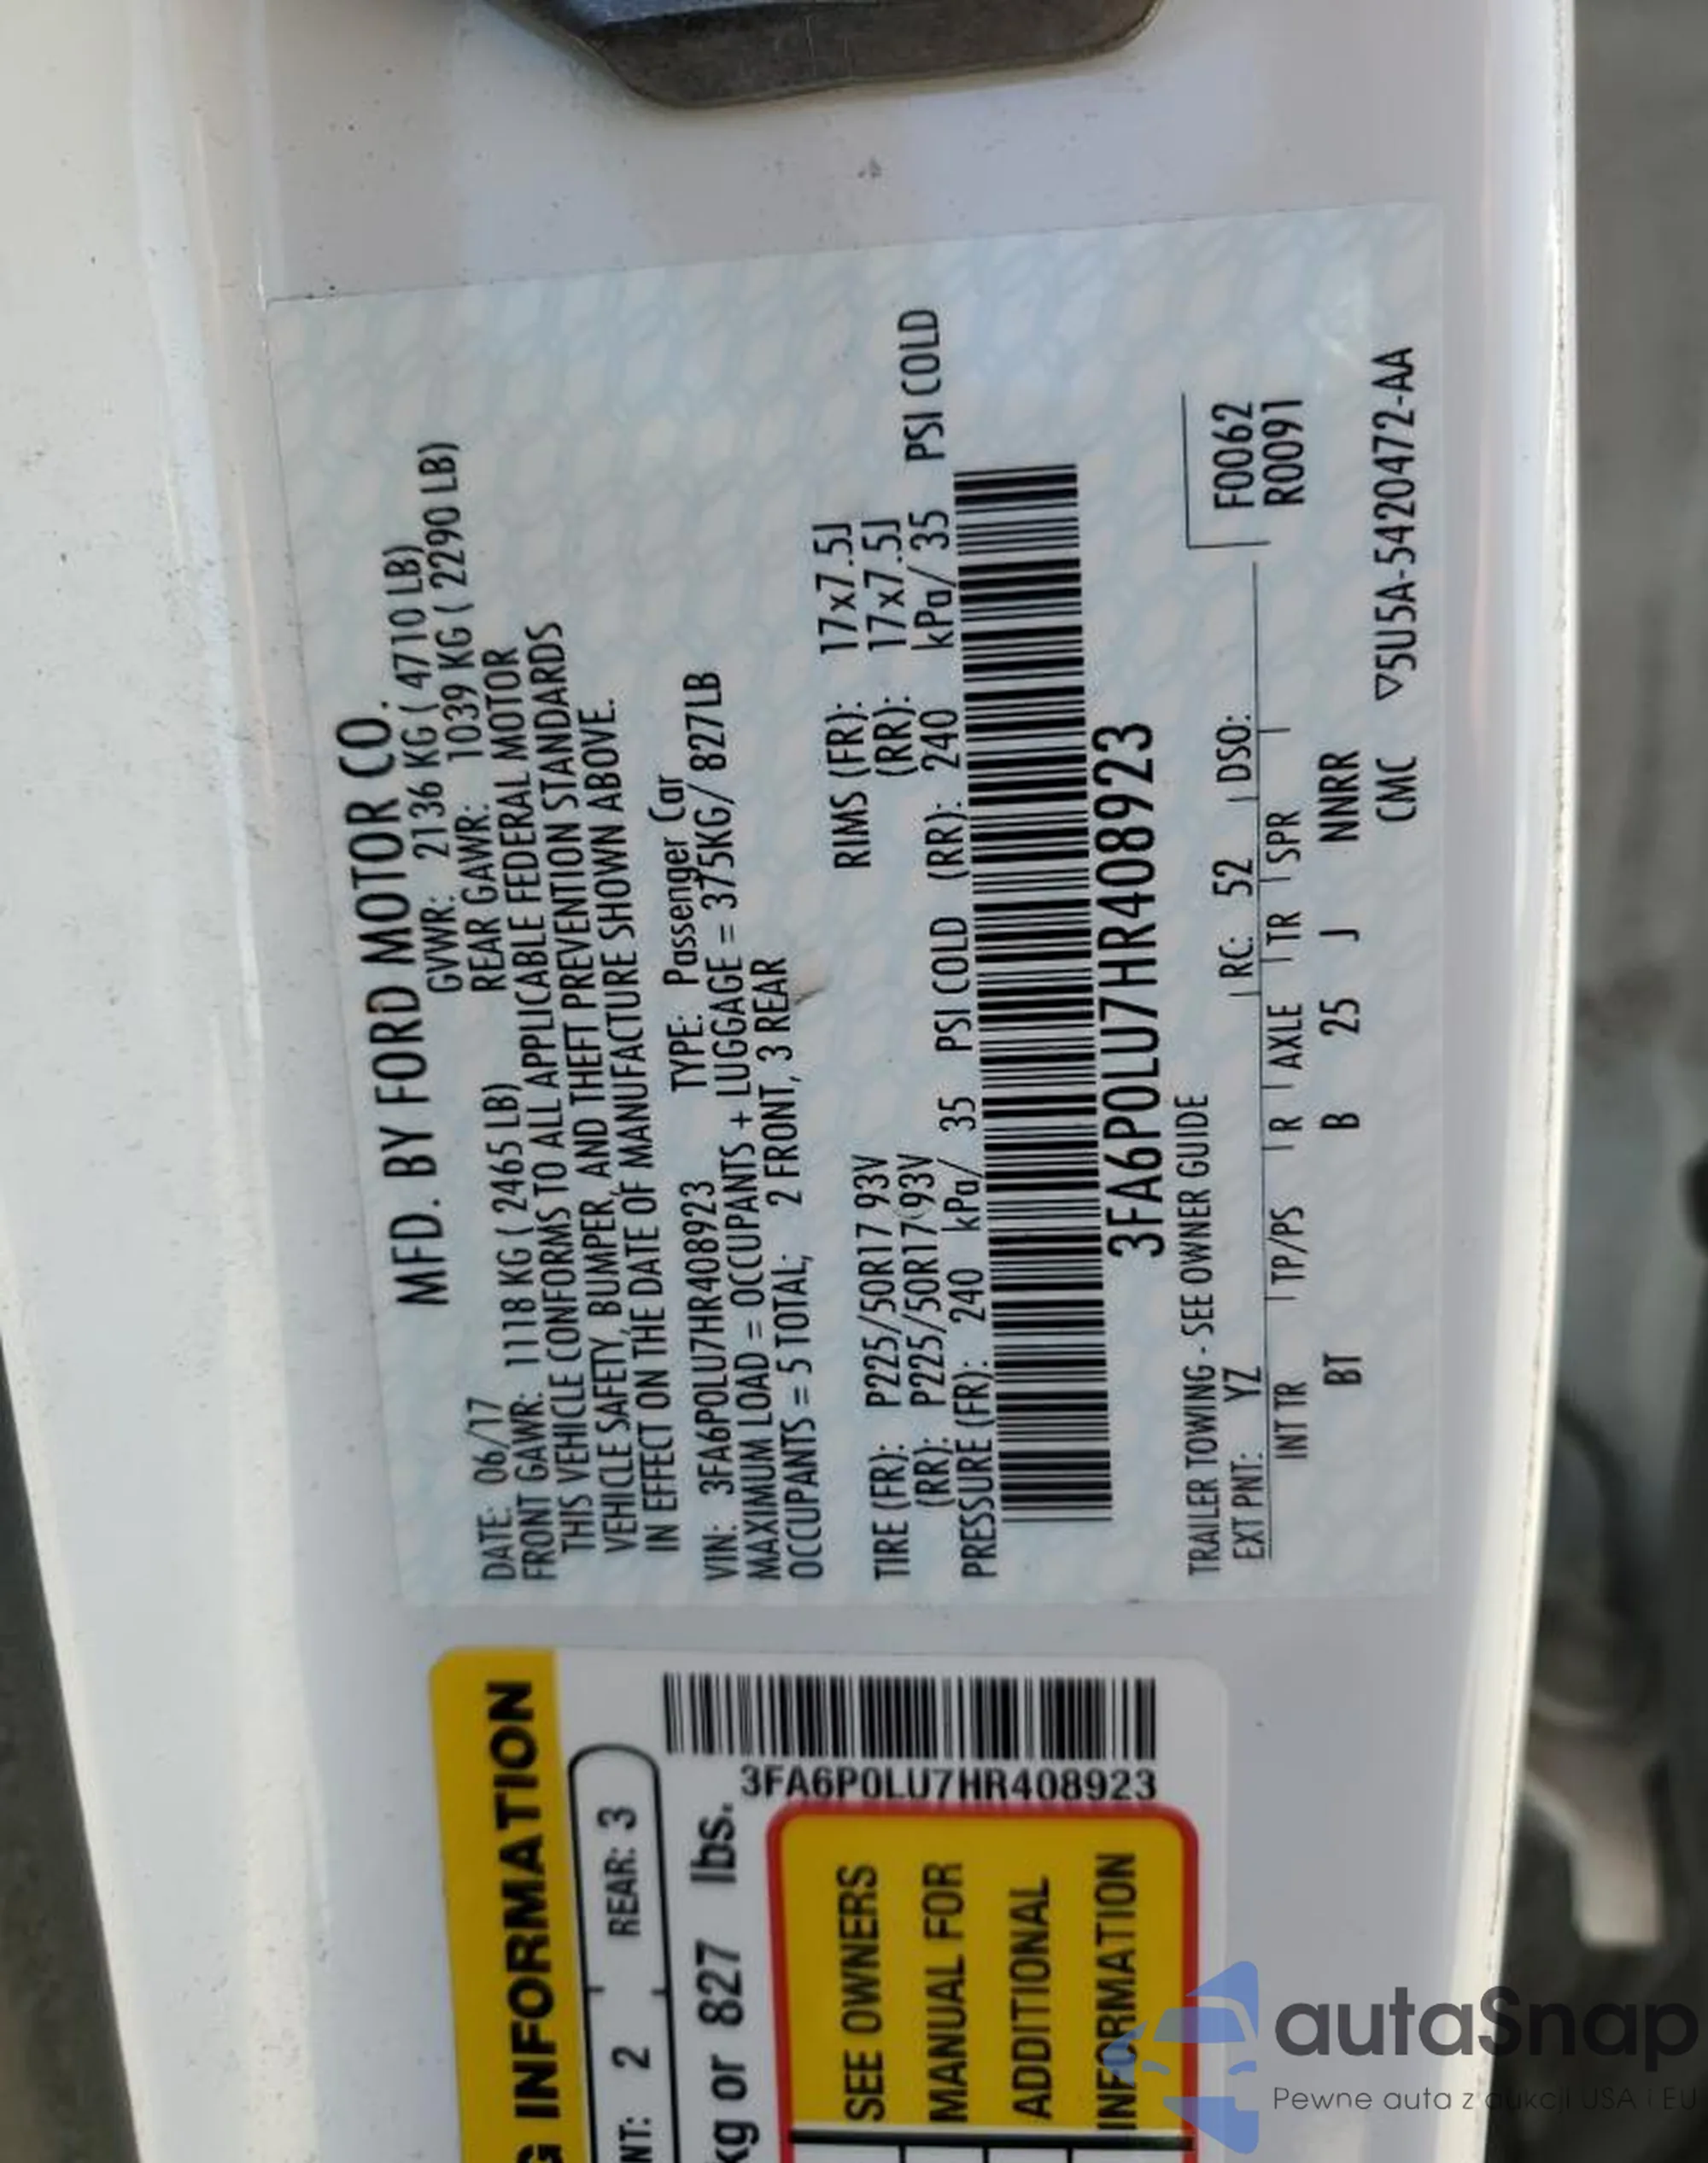 MFD. BY FORD MOTOR CO.
DATE: 06/17 GVWR: 2136 KG ( 4710 LB)
FRONT GAWR: 1118 KG ( 2465 LB) REAR GAWR: 1039 KG ( 2290 LB)
THIS VEHICLE CONFORMS TO ALL APPLICABLE FEDERAL MOTOR
VEHICLE SAFETY, BUMPER, AND THEFT PREVENTION STANDARDS
IN EFFECT ON THE DATE OF MANUFACTURE SHOWN ABOVE.
VIN: 3FA6P0LU7HR408923 TYPE: Passenger Car
MAXIMUM LOAD = OCCUPANTS + LUGGAGE = 375KG/ 827LB
OCCUPANTS = 5 TOTAL; 2 FRONT, 3 REAR
TIRE (FR): P225/50R17 93V RIMS (FR): 17x7.5J
(RR): P225/50R17 93V (RR): 17x7.5J
PRESSURE (FR): 240 kPa/ 35 PSI COLD (RR): 240 kPa/ 35 PSI COLD
3FA6P0LU7HR408923
TRAILER TOWING - SEE OWNER GUIDE
EXT PNT: YZ RC: 52 DSO:
F0062
R0091
INT TR TP/PS R AXLE TR SPR
BT B 25 J NNRR
CMC ▽5U5A-5420472-AA
G INFORMATION
NT: 2 REAR: 3
kg or 827 lbs.
3FA6P0LU7HR408923
SEE OWNERS
MANUAL FOR
ADDITIONAL
INFORMATION
autaSnap
Pewne auta z aukcji USA i EU